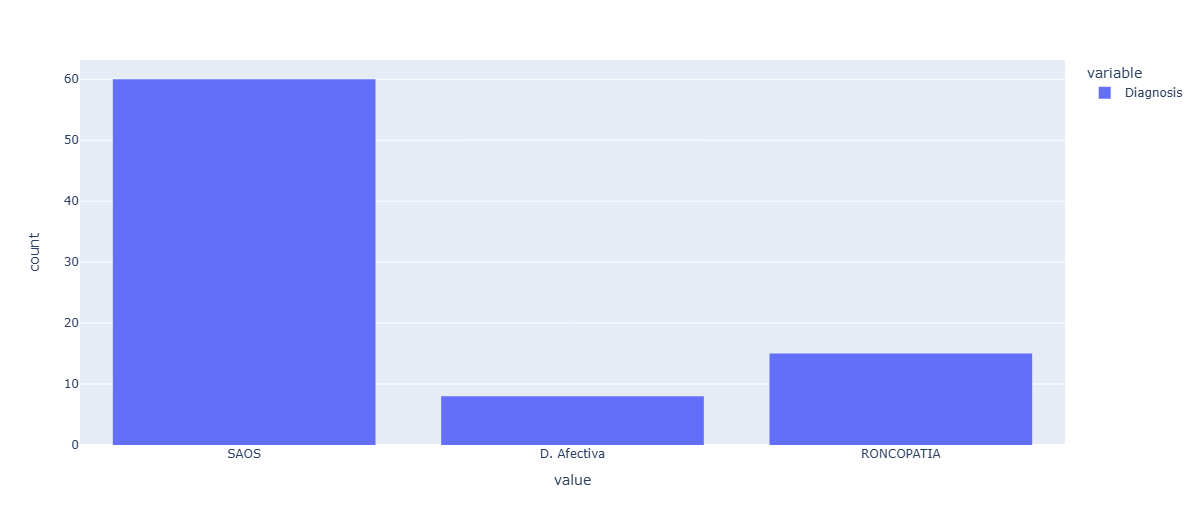 variable
Diagnosis
count
60
50
40
30
20
10
0
SAOS
D. Afectiva
RONCOPATIA
value